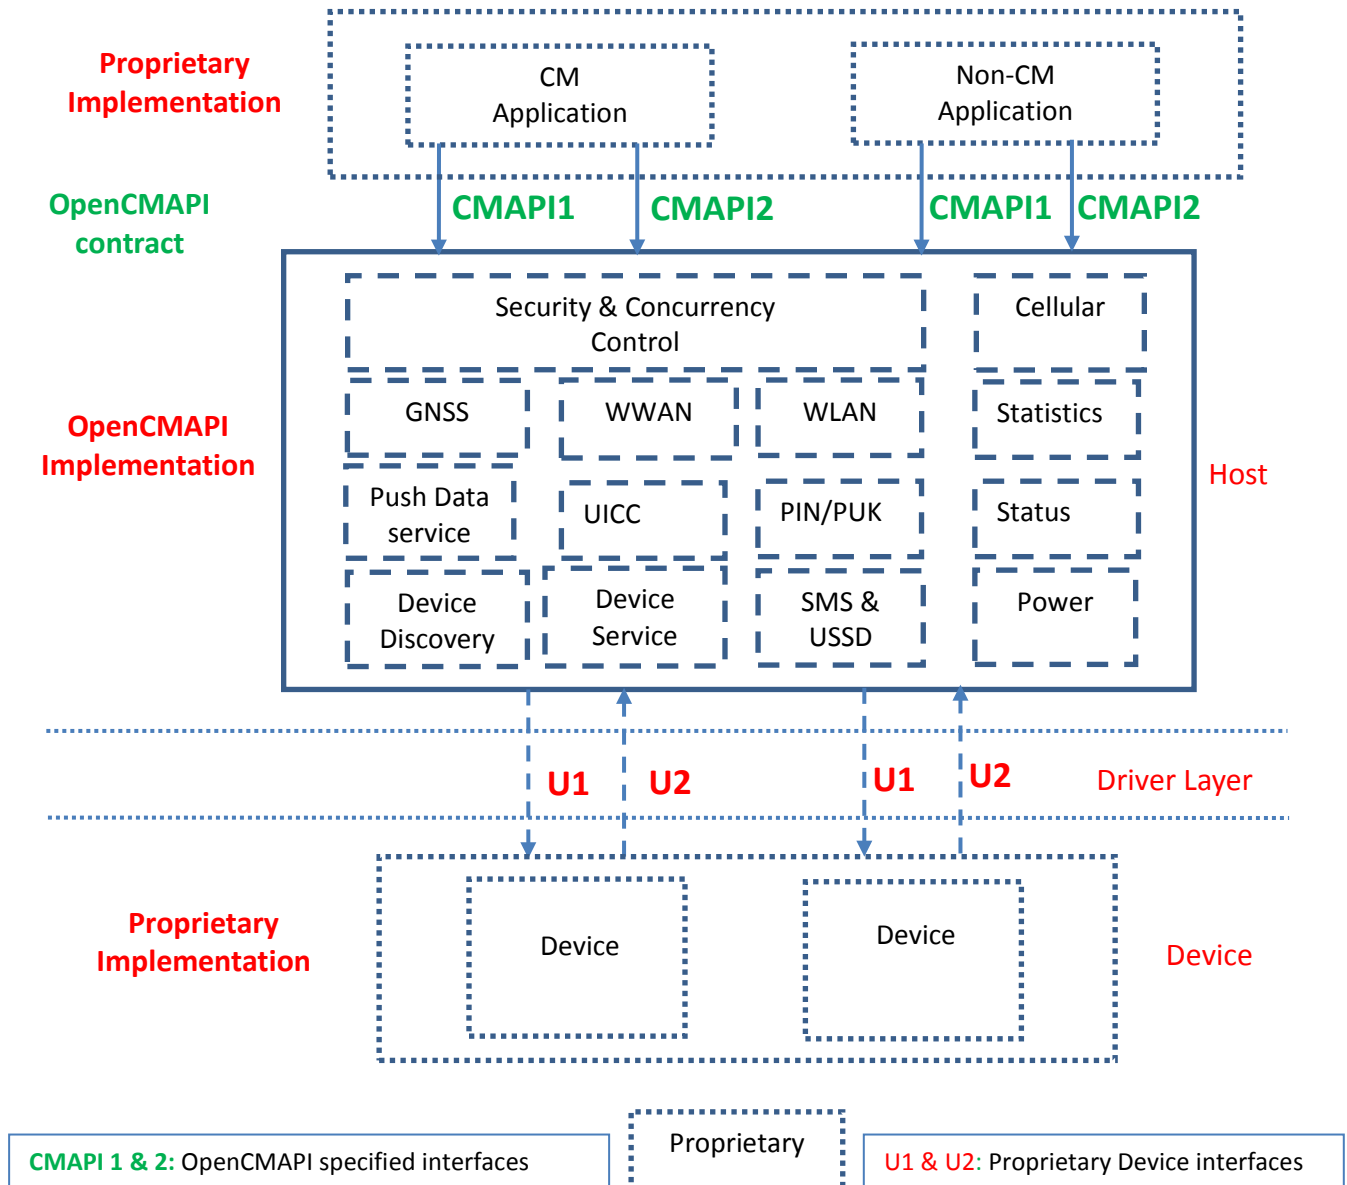 Proprietary
Implementation
CM
Application
Non-CM
Application
OpenCMAPI
contract
CMAPI1
CMAPI2
CMAPI1
CMAPI2
Security & Concurrency
Control
Cellular
GNSS
WWAN
WLAN
Statistics
OpenCMAPI
Implementation
Host
Push Data
service
UICC
PIN/PUK
Status
Device
Discovery
Device
Service
SMS &
USSD
Power
U1
U2
U1
U2
Driver Layer
Proprietary
Implementation
Device
Device
Device
Proprietary
CMAPI 1 & 2: OpenCMAPI specified interfaces
U1 & U2: Proprietary Device interfaces